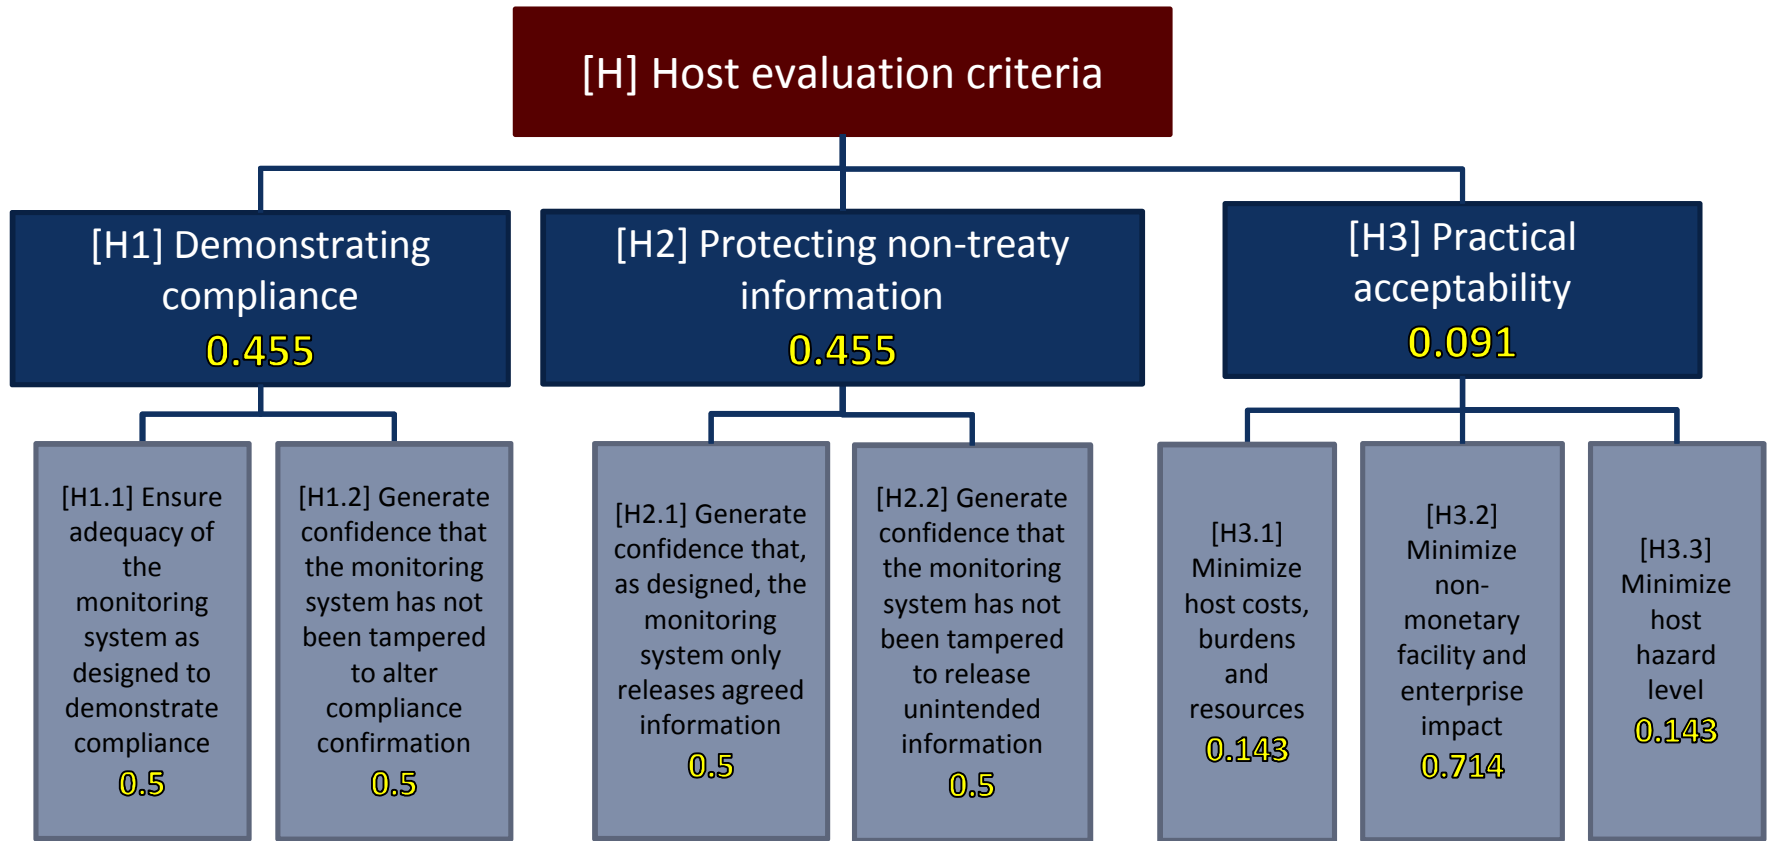 [H] Host evaluation criteria
[H1] Demonstrating
compliance
0.455
[H2] Protecting non-treaty
information
0.455
[H3] Practical
acceptability
0.091
[H1.1] Ensure
adequacy of
the
monitoring
system as
designed to
demonstrate
compliance
0.5
[H1.2] Generate
confidence that
the monitoring
system has not
been tampered
to alter
compliance
confirmation
0.5
[H2.1] Generate
confidence that,
as designed, the
monitoring
system only
releases agreed
information
0.5
[H2.2] Generate
confidence that
the monitoring
system has not
been tampered
to release
unintended
information
0.5
[H3.1]
Minimize
host costs,
burdens
and
resources
0.143
[H3.2]
Minimize
non-
monetary
facility and
enterprise
impact
0.714
[H3.3]
Minimize
host
hazard
level
0.143